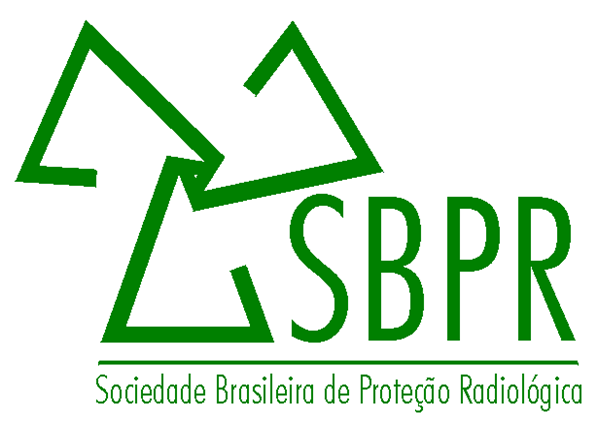 SBPR
Sociedade Brasileira de Proteção Radiológica